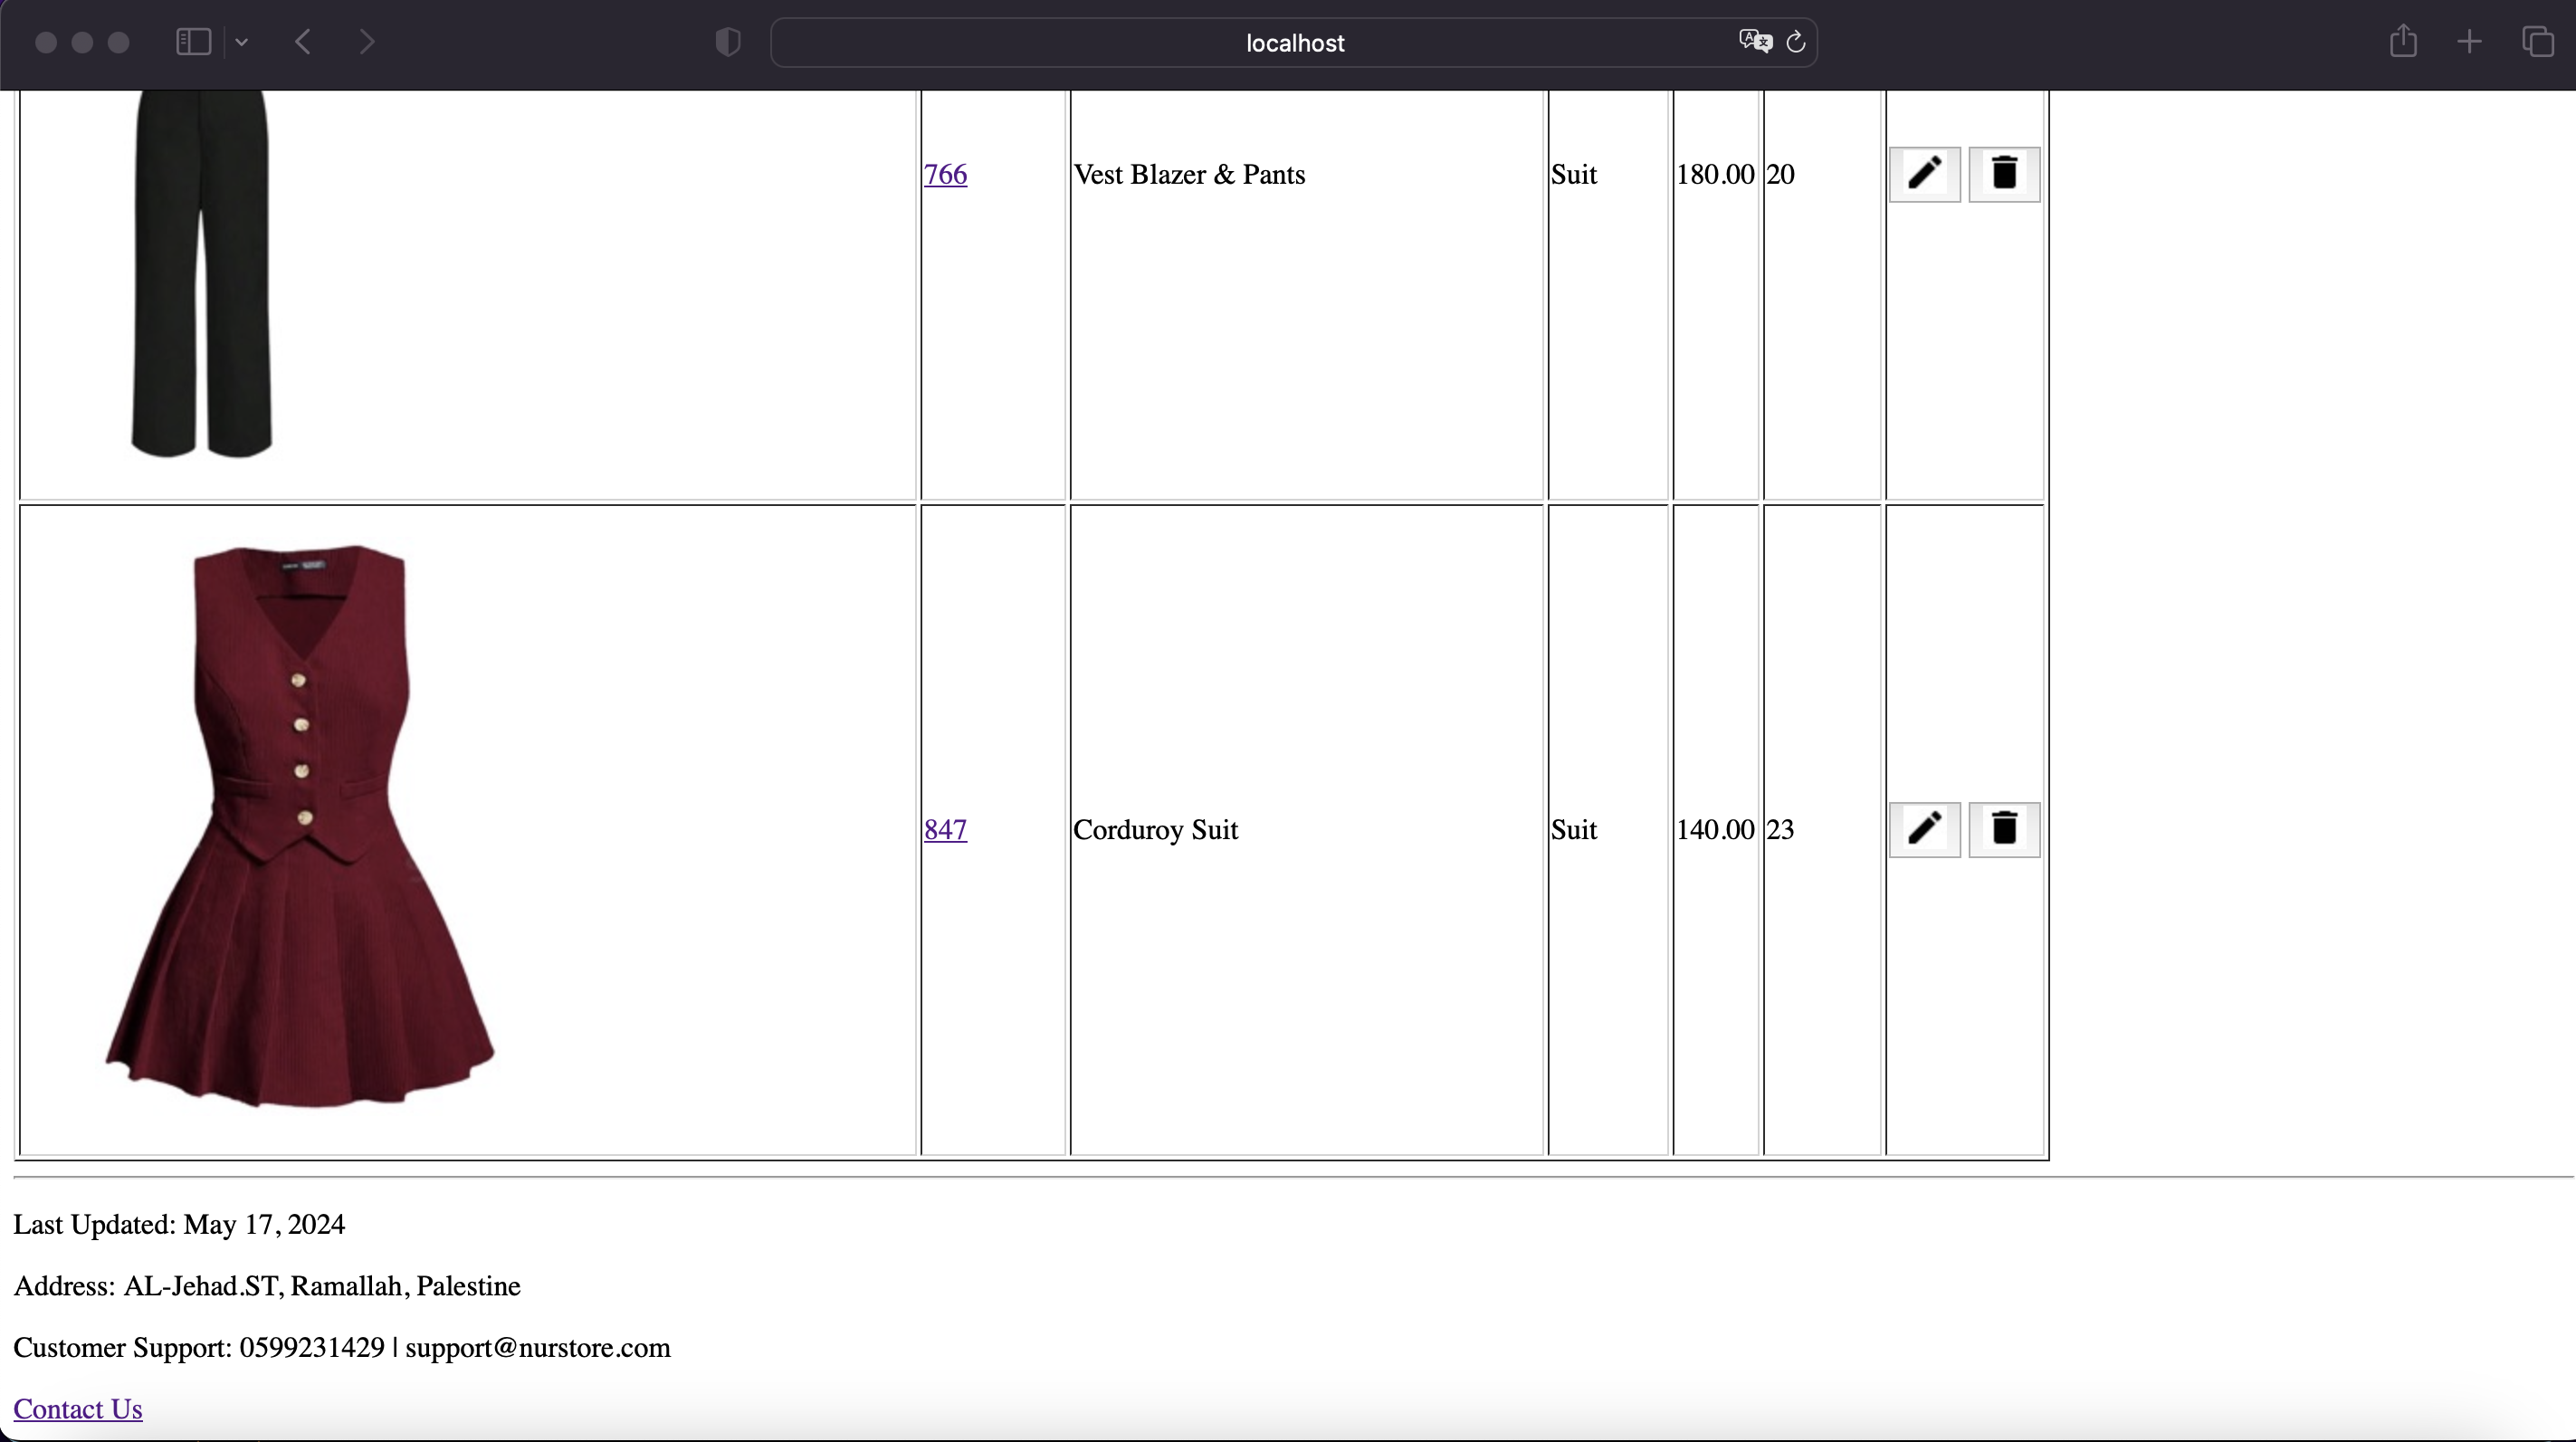 localhost
766 Vest Blazer & Pants Suit 180.00 20
847 Corduroy Suit Suit 140.00 23
Last Updated: May 17, 2024
Address: AL-Jehad.ST, Ramallah, Palestine
Customer Support: 0599231429 | support@nurstore.com
Contact Us